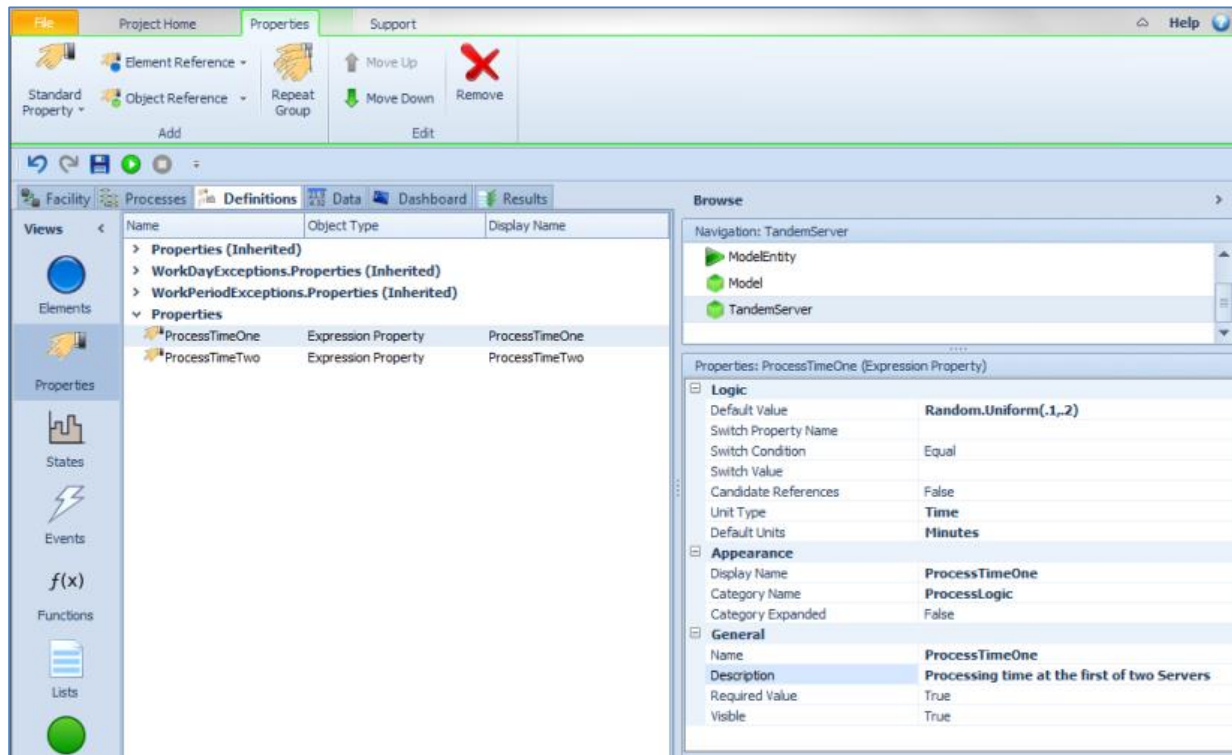 File Project Home Properties Support Help
Element Reference Move Up
Standard Property Object Reference Repeat Group Move Down Remove
Add Edit
Facility Processes Definitions Data Dashboard Results
Browse
Views
Name Object Type Display Name
Navigation: TandemServer
Properties (Inherited)
ModelEntity
WorkDayExceptions.Properties (Inherited)
Model
WorkPeriodExceptions.Properties (Inherited)
TandemServer
Elements
Properties
ProcessTimeOne Expression Property ProcessTimeOne
ProcessTimeTwo Expression Property ProcessTimeTwo
Properties: ProcessTimeOne (Expression Property)
Properties
Logic
Default Value Random.Uniform(.1,.2)
Switch Property Name
Switch Condition Equal
States
Switch Value
Candidate References False
Unit Type Time
Default Units Minutes
Events
Appearance
Display Name ProcessTimeOne
f(x)
Category Name ProcessLogic
Functions
Category Expanded False
General
Name ProcessTimeOne
Description Processing time at the first of two Servers
Lists
Required Value True
Visible True